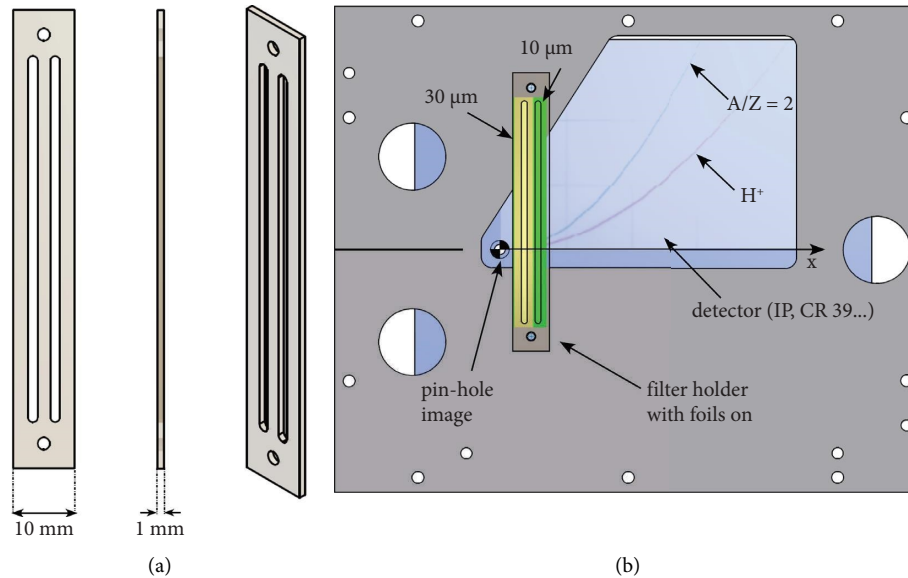 10 mm
1 mm
(a)
10 µm
30 µm
A/Z = 2
H+
x
detector (IP, CR 39...)
pin-hole
image
filter holder
with foils on
(b)